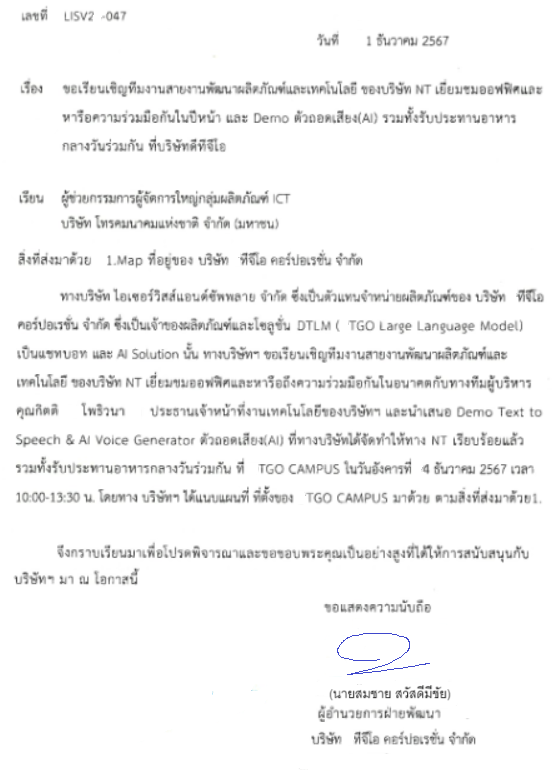 เลขที่ LISV2 -047
วันที่ 1 ธันวาคม 2567
เรื่อง ขอเรียนเชิญทีมงานสายงานพัฒนาผลิตภัณฑ์และเทคโนโลยี ของบริษัท NT เยี่ยมชมออฟฟิศและ
หารือความร่วมมือกันในปีหน้า และ Demo ตัวถอดเสียง(AI) รวมทั้งรับประทานอาหาร
กลางวันร่วมกัน ที่บริษัทดีทีจีโอ
เรียน ผู้ช่วยกรรมการผู้จัดการใหญ่กลุ่มผลิตภัณฑ์ ICT
บริษัท โทรคมนาคมแห่งชาติ จำกัด (มหาชน)
สิ่งที่ส่งมาด้วย 1.Map ที่อยู่ของ บริษัท ทีจีโอ คอร์ปอเรชั่น จำกัด
ทางบริษัท ไอเซอร์วิสส์แอนด์ซัพพลาย จำกัด ซึ่งเป็นตัวแทนจำหน่ายผลิตภัณฑ์ของ บริษัท ทีจีโอ
คอร์ปอเรชั่น จำกัด ซึ่งเป็นเจ้าของผลิตภัณฑ์และโซลูชั่น DTLM ( TGO Large Language Model)
เป็นแชทบอท และ AI Solution นั้น ทางบริษัทฯ ขอเรียนเชิญทีมงานสายงานพัฒนาผลิตภัณฑ์และ
เทคโนโลยี ของบริษัท NT เยี่ยมชมออฟฟิศและหารือถึงความร่วมมือกันในอนาคตกับทางทีมผู้บริหาร
คุณกิตติ โพธิวนา ประธานเจ้าหน้าที่งานเทคโนโลยีของบริษัทฯ และนำเสนอ Demo Text to
Speech & AI Voice Generator ตัวถอดเสียง(AI) ที่ทางบริษัทได้จัดทำให้ทาง NT เรียบร้อยแล้ว
รวมทั้งรับประทานอาหารกลางวันร่วมกัน ที่ TGO CAMPUS ในวันอังคารที่ 4 ธันวาคม 2567 เวลา
10:00-13:30 น. โดยทาง บริษัทฯ ได้แนบแผนที่ ที่ตั้งของ TGO CAMPUS มาด้วย ตามสิ่งที่ส่งมาด้วย1.
จึงกราบเรียนมาเพื่อโปรดพิจารณาและขอขอบพระคุณเป็นอย่างสูงที่ได้ให้การสนับสนุนกับ
บริษัทฯ มา ณ โอกาสนี้
ขอแสดงความนับถือ
(นายสมชาย สวัสดีมีชัย)
ผู้อำนวยการฝ่ายพัฒนา
บริษัท ทีจีโอ คอร์ปอเรชั่น จำกัด